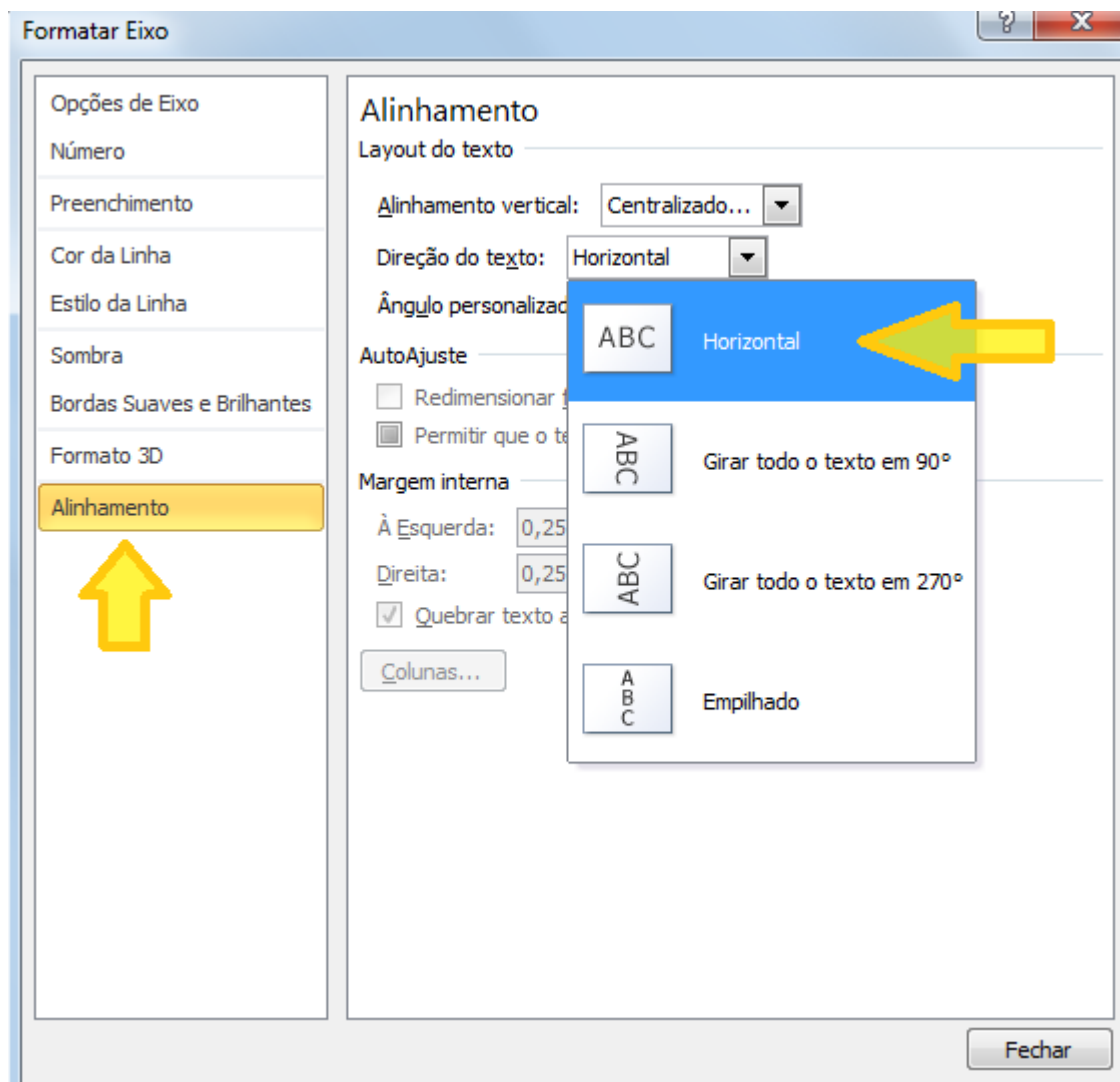 Formatar Eixo
Opções de Eixo
Número
Preenchimento
Cor da Linha
Estilo da Linha
Sombra
Bordas Suaves e Brilhantes
Formato 3D
Alinhamento
Alinhamento
Layout do texto
Alinhamento vertical: Centralizado...
Direção do texto: Horizontal
Ângulo personalizad
AutoAjuste
Redimensionar
Permitir que o te
Margem interna
À Esquerda: 0,25
Direita: 0,25
Quebrar texto a
Colunas...
ABC Horizontal
ABC Girar todo o texto em 90°
ABC Girar todo o texto em 270°
A
B
C
Empilhado
Fechar